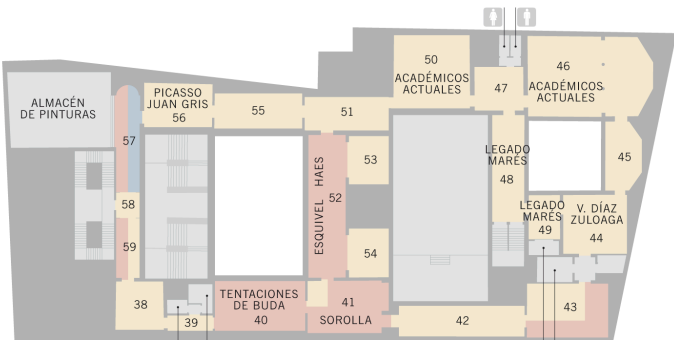 50
ACADÉMICOS
ACTUALES
47
46
ACADÉMICOS
ACTUALES
ALMACÉN
DE PINTURAS
PICASSO
JUAN GRIS
56
55
51
57
53
LEGADO
MARÉS
48
45
ESQUIVEL HAES
52
58
LEGADO
MARÉS
49
V. DÍAZ
ZULOAGA
44
59
54
38
39
TENTACIONES
DE BUDA
40
41
SOROLLA
42
43